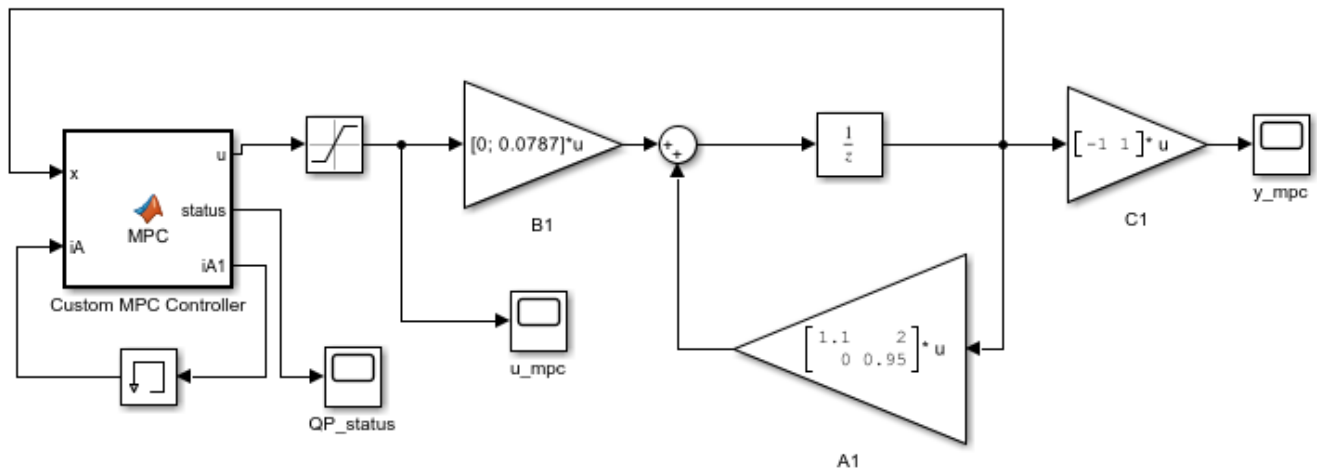 x
iA
MPC
u
status
iA1
Custom MPC Controller
QP_status
[0; 0.0787]*u
B1
u_mpc
+
+
1
z
[-1 1]* u
C1
y_mpc
[1.1 2
0 0.95]* u
A1